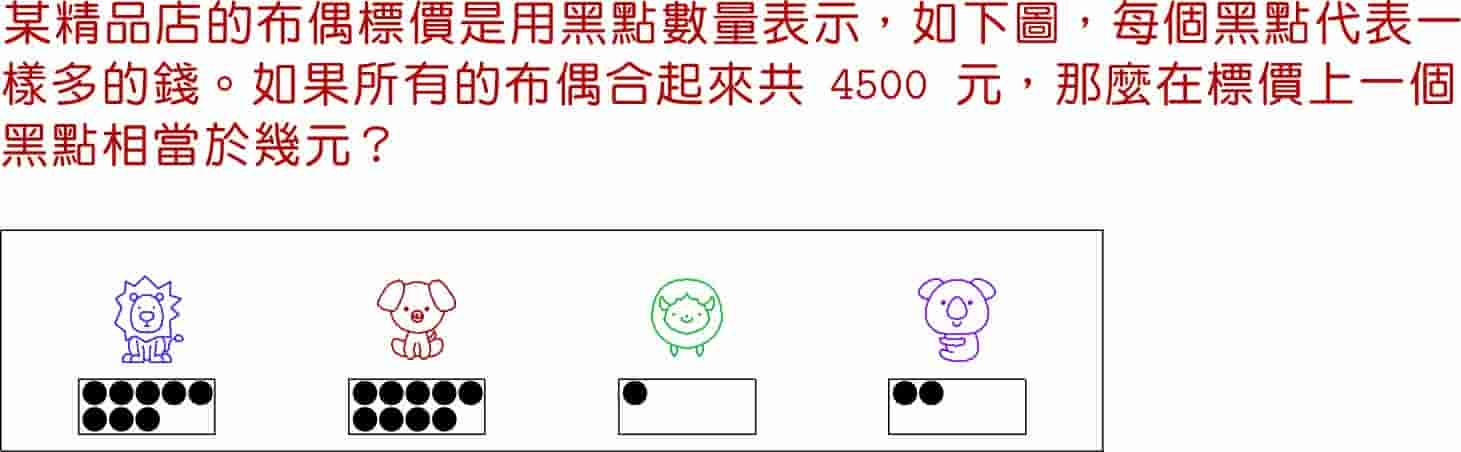 某精品店的布偶標價是用黑點數量表示，如下圖，每個黑點代表一
樣多的錢。如果所有的布偶合起來共 4500 元，那麼在標價上一個
黑點相當於幾元？